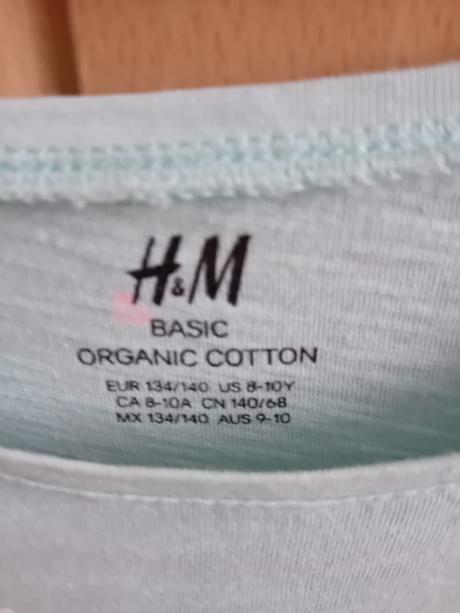 H&M
BASIC
ORGANIC COTTON
EUR 134/140 US 8-10Y
CA 8-10A CN 140/68
MX 134/140 AUS 9-10